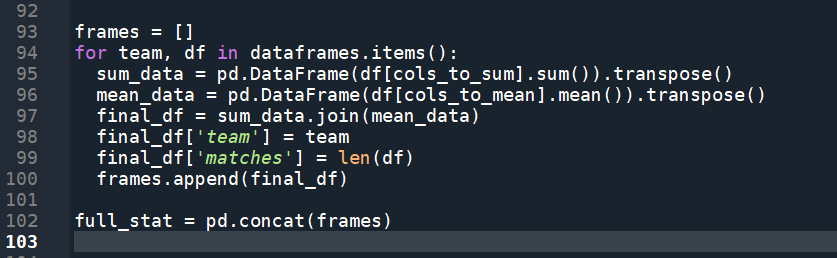 92
93 frames = []
94 for team, df in dataframes.items():
95   sum_data = pd.DataFrame(df[cols_to_sum].sum()).transpose()
96   mean_data = pd.DataFrame(df[cols_to_mean].mean()).transpose()
97   final_df = sum_data.join(mean_data)
98   final_df['team'] = team
99   final_df['matches'] = len(df)
100   frames.append(final_df)
101
102 full_stat = pd.concat(frames)
103